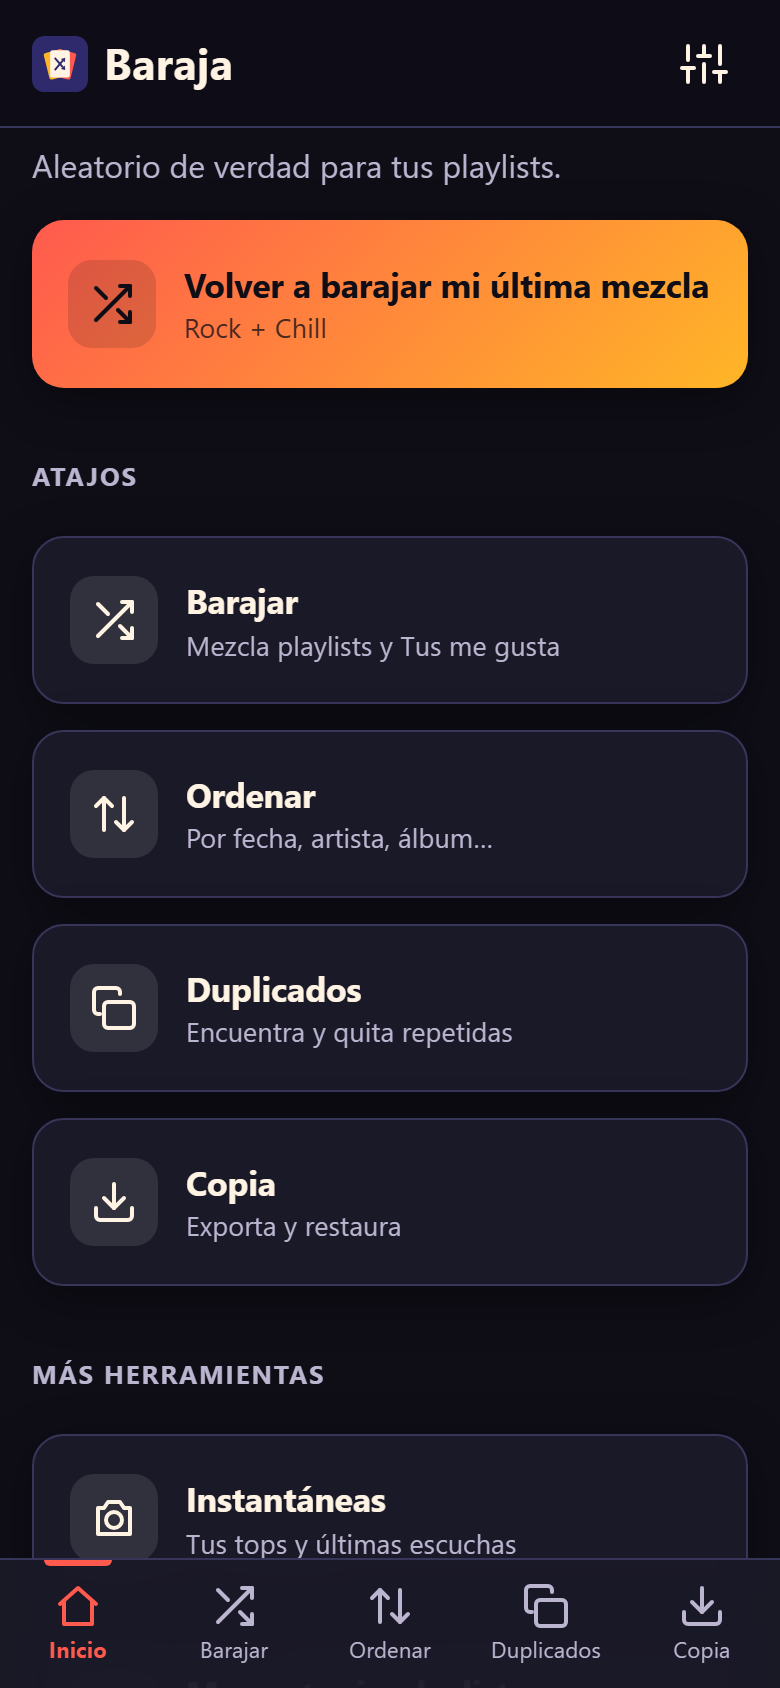 Baraja
Aleatorio de verdad para tus playlists.
Volver a barajar mi última mezcla
Rock + Chill
ATAJOS
Barajar
Mezcla playlists y Tus me gusta
Ordenar
Por fecha, artista, álbum...
Duplicados
Encuentra y quita repetidas
Copia
Exporta y restaura
MÁS HERRAMIENTAS
Instantáneas
Tus tops y últimas escuchas
Inicio
Barajar
Ordenar
Duplicados
Copia